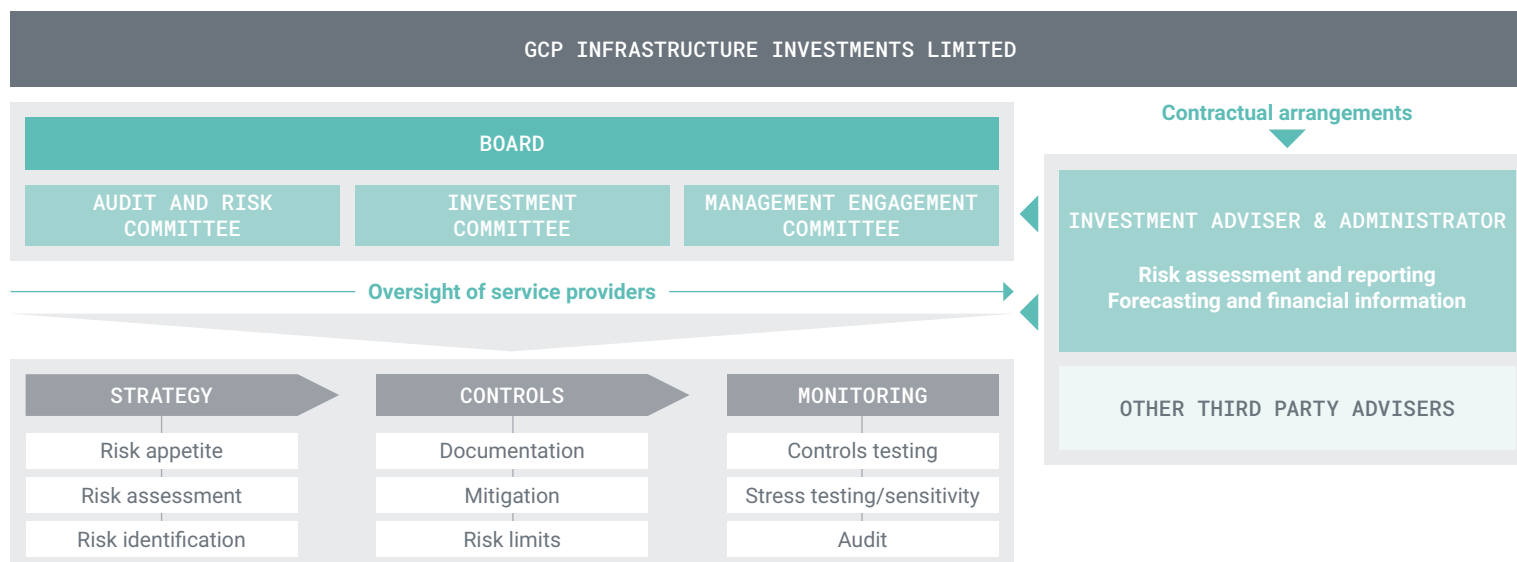 GCP INFRASTRUCTURE INVESTMENTS LIMITED
BOARD
AUDIT AND RISK
COMMITTEE
INVESTMENT
COMMITTEE
MANAGEMENT ENGAGEMENT
COMMITTEE
Contractual arrangements
INVESTMENT ADVISER & ADMINISTRATOR
Risk assessment and reporting
Forecasting and financial information
OTHER THIRD PARTY ADVISERS
Oversight of service providers
STRATEGY
Risk appetite
Risk assessment
Risk identification
CONTROLS
Documentation
Mitigation
Risk limits
MONITORING
Controls testing
Stress testing/sensitivity
Audit